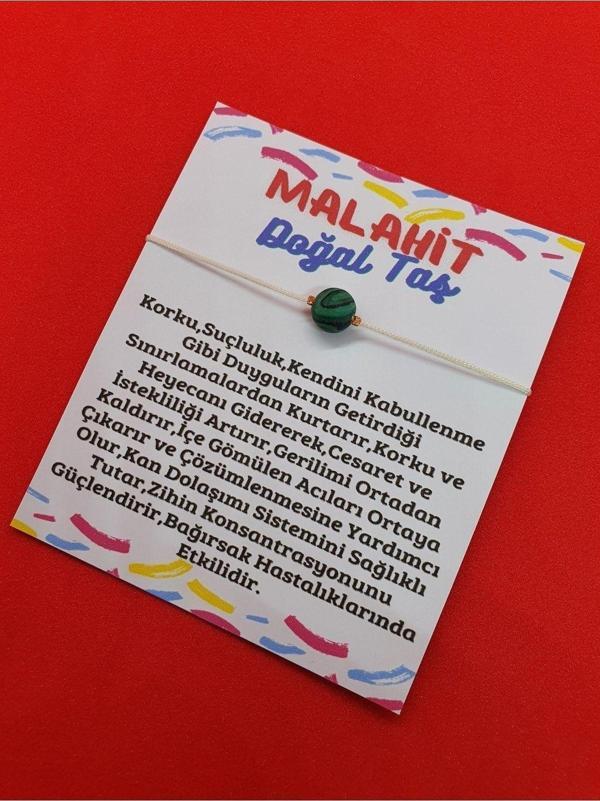 MALAHİT
Doğal Taş
Korku,Suçluluk,Kendini Kabullenme
Gibi Duyguların Getirdiği
Sınırlamalardan Kurtarır,Korku ve
Heyecanı Gidererek,Cesaret ve
İstekliliği Artırır,Gerilimi Ortadan
Kaldırır,İçe Gömülen Acıları Ortaya
Çıkarır ve Çözümlenmesine Yardımcı
Olur,Kan Dolaşımı Sistemini Sağlıklı
Tutar,Zihin Konsantrasyonunu
Güçlendirir,Bağırsak Hastalıklarında
Etkilidir.